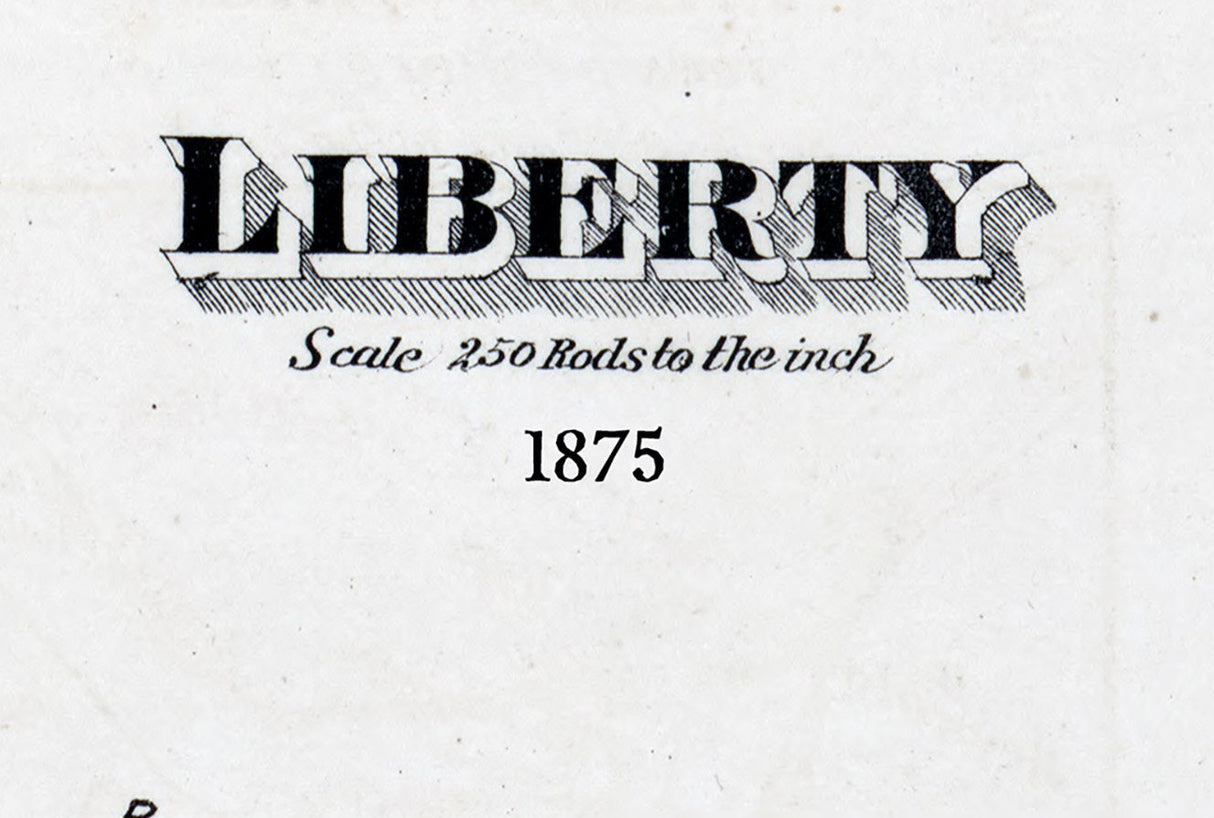 LIBERTY
Scale 250 Rods to the inch
1875